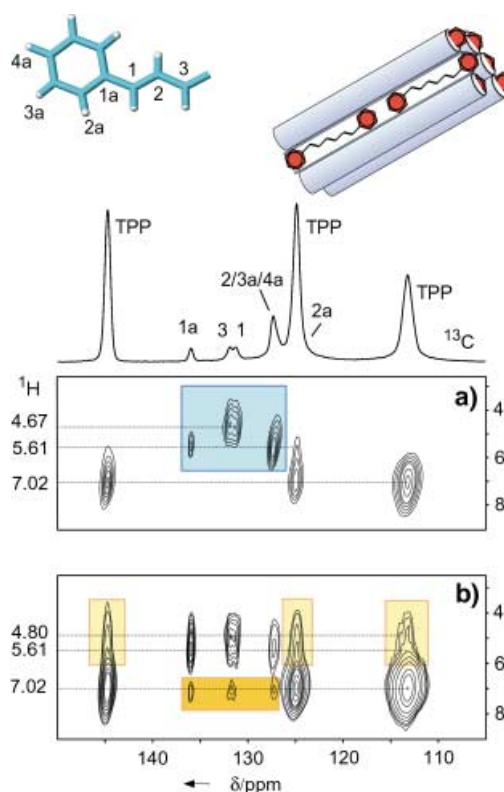 4a
3a
2a
1a
1
2
3
TPP
TPP
2/3a/4a
TPP
1a
3
1
2a
¹³C
¹H
a)
4.67
5.61
7.02
4
6
8
b)
4.80
5.61
7.02
4
6
8
140 130 120 110
← δ/ppm